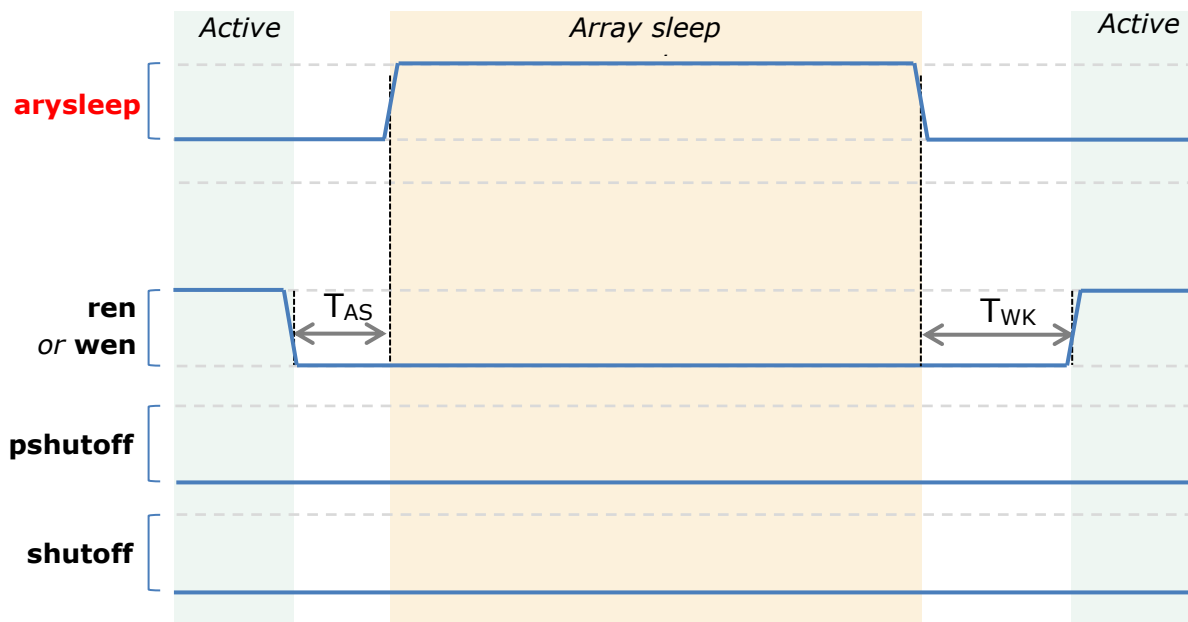 Active
Array sleep
Active
arysleep
ren
or wen
TAS
TWK
pshutoff
shutoff